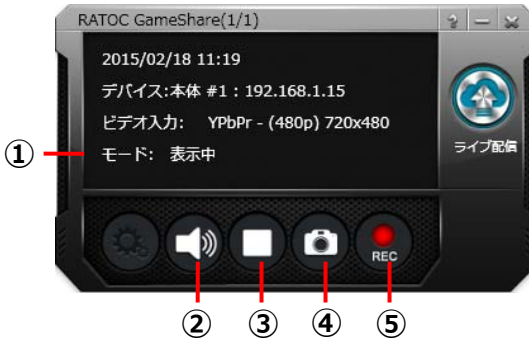 RATOC GameShare(1/1)
2015/02/18 11:19
デバイス:本体 #1 : 192.168.1.15
ビデオ入力: YPbPr - (480p) 720x480
モード: 表示中
ライブ配信
REC
①
② ③ ④ ⑤